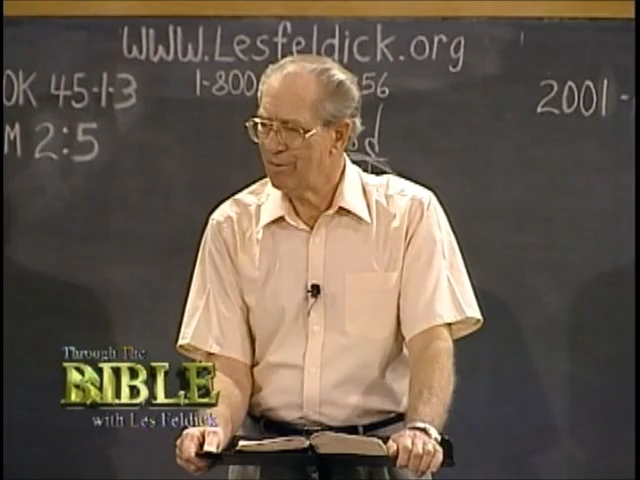 WWW.Lesfeldick.org
1-800 56
OK 45-1-3 2001-
M 2:5
Through The
BIBLE
with Les Feldick